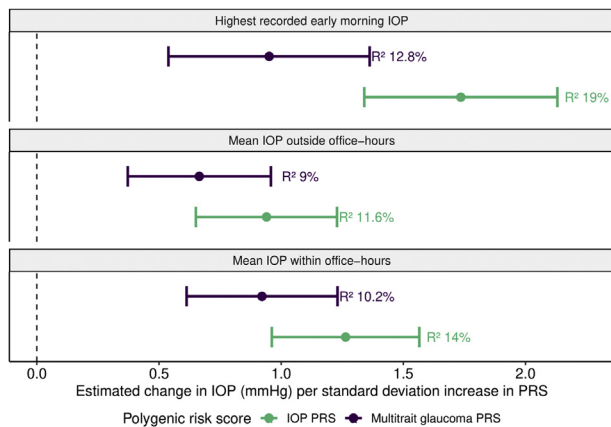 Highest recorded early morning IOP
R² 12.8%
R² 19%
Mean IOP outside office−hours
R² 9%
R² 11.6%
Mean IOP within office−hours
R² 10.2%
R² 14%
0.0 0.5 1.0 1.5 2.0
Estimated change in IOP (mmHg) per standard deviation increase in PRS
Polygenic risk score IOP PRS Multitrait glaucoma PRS